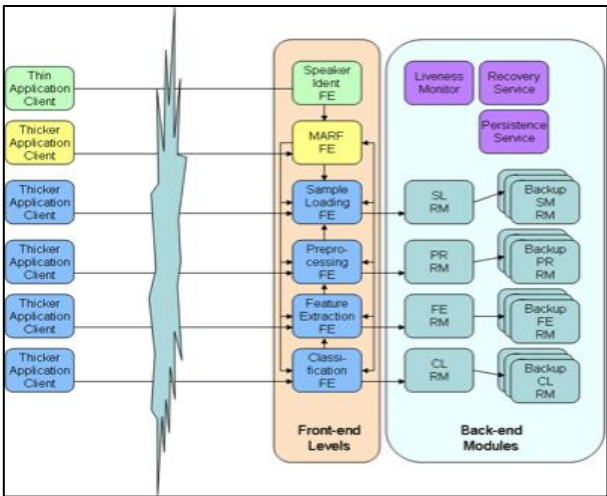 Thin
Application
Client
Speaker
Ident
FE
Liveness
Monitor
Recovery
Service
Thicker
Application
Client
MARF
FE
Persistence
Service
Thicker
Application
Client
Sample
Loading
FE
SL
RM
Backup
SM
RM
Thicker
Application
Client
Preproc-
essing
FE
PR
RM
Backup
PR
RM
Thicker
Application
Client
Feature
Extraction
FE
FE
RM
Backup
FE
RM
Thicker
Application
Client
Classi-
fication
FE
CL
RM
Backup
CL
RM
Front-end
Levels
Back-end
Modules